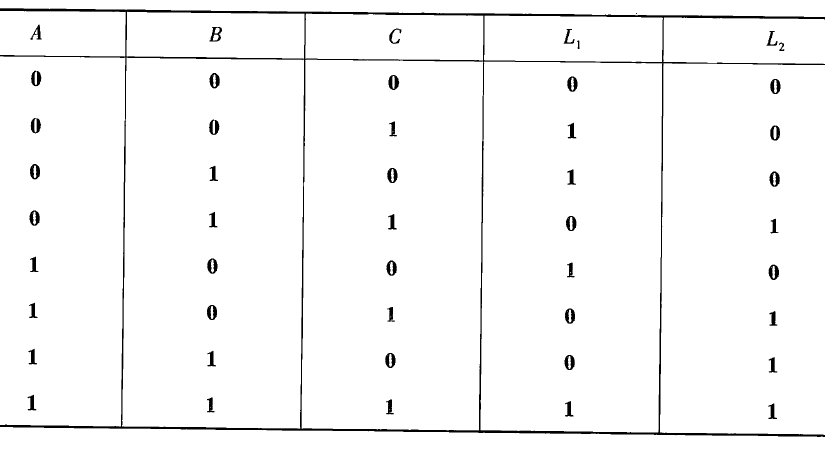 A B C L₁ L₂
0 0 0 0 0
0 0 1 1 0
0 1 0 1 0
0 1 1 0 1
1 0 0 1 0
1 0 1 0 1
1 1 0 0 1
1 1 1 1 1